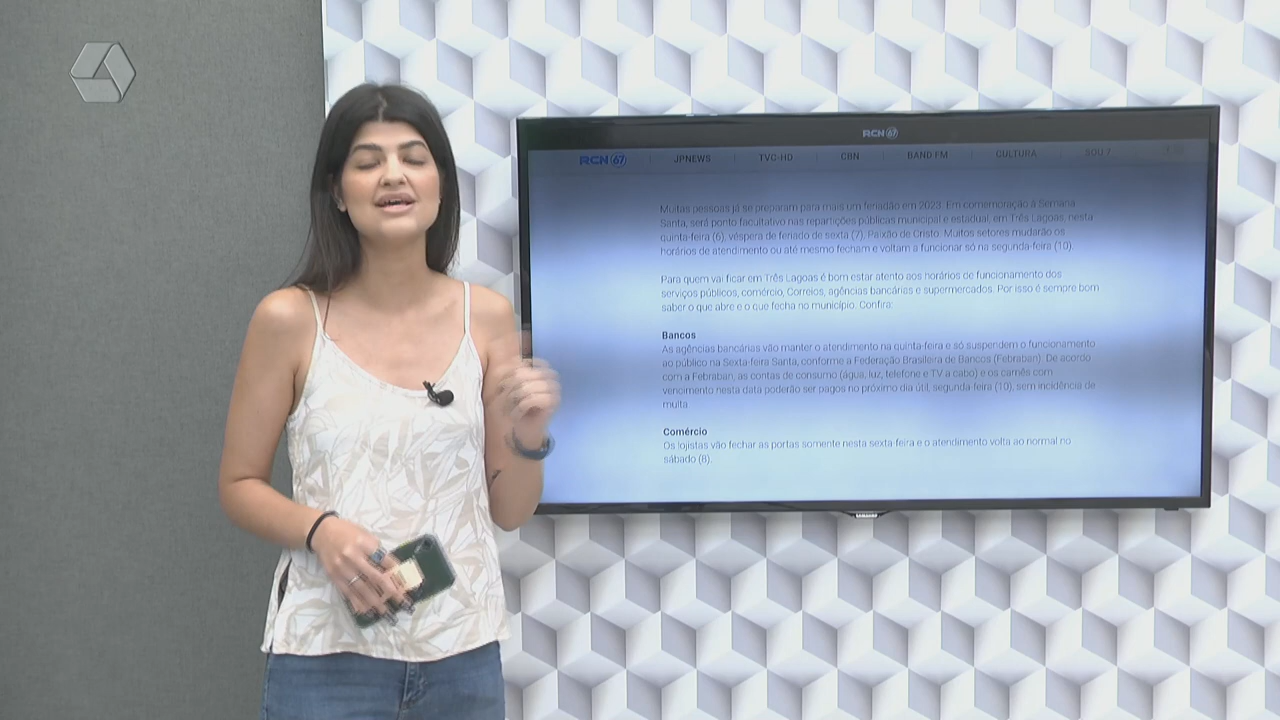 RCN 67
RCN 67 JPNEWS TVC-HD CBN BAND FM CULTURA
Muitas pessoas já se preparam para mais um feriadão em 2023. Em comemoração à Semana
Santa, será ponto facultativo nas repartições públicas municipal e estadual, em Três Lagoas, nesta
quinta-feira (6), véspera de feriado de sexta (7), Paixão de Cristo. Muitos setores mudarão os
horários de atendimento ou até mesmo fecham e voltam a funcionar só na segunda-feira (10).
Para quem vai ficar em Três Lagoas é bom estar atento aos horários de funcionamento dos
serviços públicos, comércio, Correios, agências bancárias e supermercados. Por isso é sempre bom
saber o que abre e o que fecha no município. Confira:
Bancos
As agências bancárias vão manter o atendimento na quinta-feira e só suspendem o funcionamento
ao público na Sexta-feira Santa, conforme a Federação Brasileira de Bancos (Febraban). De acordo
com a Febraban, as contas de consumo (água, luz, telefone e TV a cabo) e os carnês com
vencimento nesta data poderão ser pagos no próximo dia útil, segunda-feira (10), sem incidência de
multa.
Comércio
Os lojistas vão fechar as portas somente nesta sexta-feira e o atendimento volta ao normal no
sábado (8).
SAMSUNG